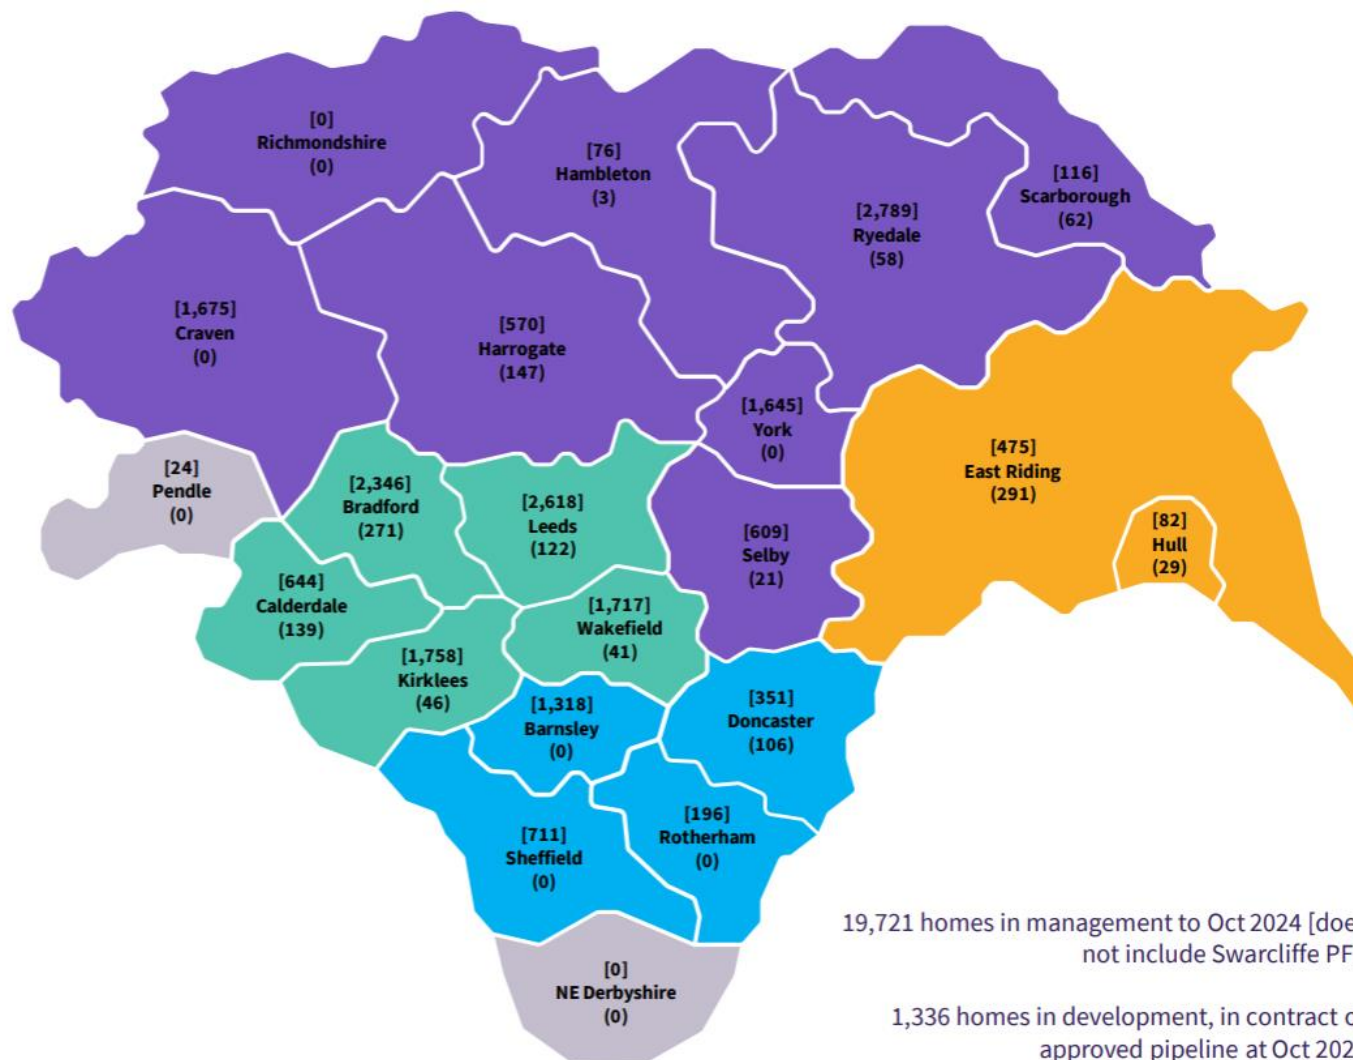 [0]
Richmondshire
(0)
[76]
Hambleton
(3)
[116]
Scarborough
(62)
[2,789]
Ryedale
(58)
[1,675]
Craven
(0)
[570]
Harrogate
(147)
[1,645]
York
(0)
[475]
East Riding
(291)
[24]
Pendle
(0)
[2,346]
Bradford
(271)
[2,618]
Leeds
(122)
[609]
Selby
(21)
[82]
Hull
(29)
[644]
Calderdale
(139)
[1,717]
Wakefield
(41)
[1,758]
Kirklees
(46)
[1,318]
Barnsley
(0)
[351]
Doncaster
(106)
[711]
Sheffield
(0)
[196]
Rotherham
(0)
[0]
NE Derbyshire
(0)
19,721 homes in management to Oct 2024 [doe
not include Swarcliffe PF
1,336 homes in development, in contract o
approved pipeline at Oct 202